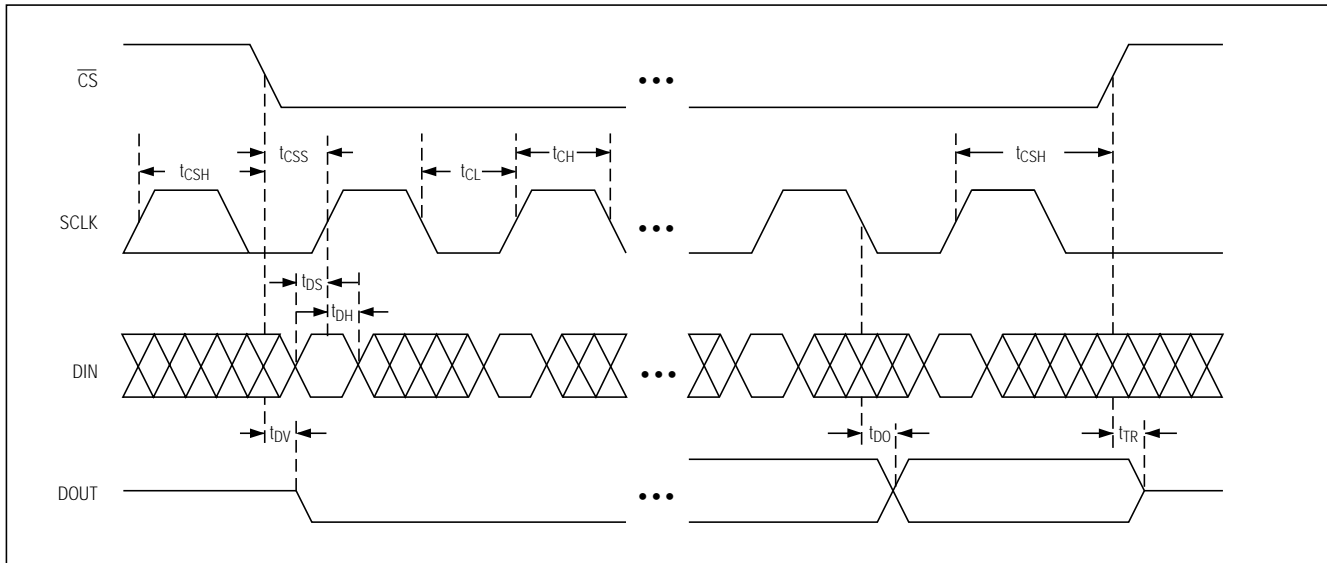 CS
tCSH
tCSS
tCL
tCH
tCSH
SCLK
tDS
tDH
DIN
tDV
tDO
tTR
DOUT